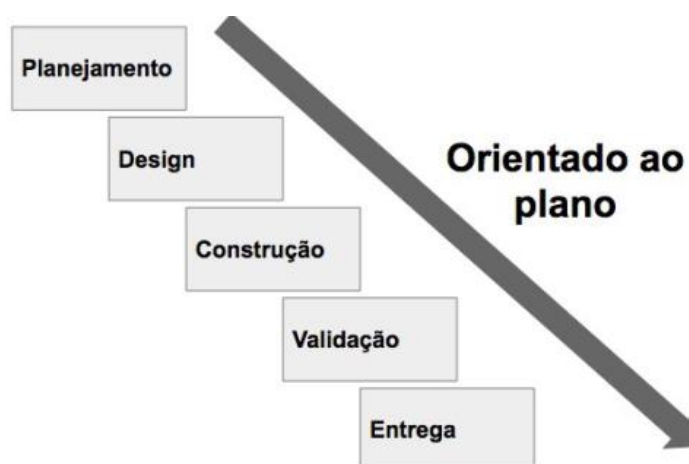 Planejamento
Design
Construção
Validação
Entrega
Orientado ao
plano